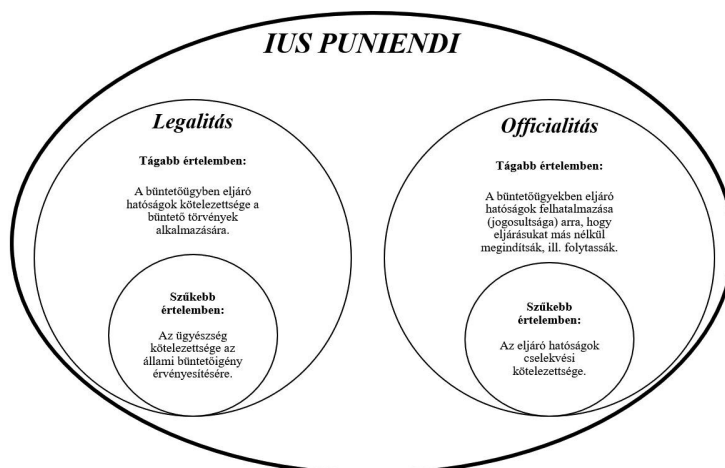 IUS PUNIENDI
Legalitás
Tágabb értelemben:
A büntetőügyben eljáró
hatóságok kötelezettsége a
büntető törvények
alkalmazására.
Szűkebb
értelemben:
Az ügyészség
kötelezettsége az
állami büntetőigény
érvényesítésére.
Officialitás
Tágabb értelemben:
A büntetőügyekben eljáró
hatóságok felhatalmazása
(jogosultsága) arra, hogy
eljárásukat más nélkül
megindítsák, ill. folytassák.
Szűkebb
értelemben:
Az eljáró hatóságok
cselekvési
kötelezettsége.